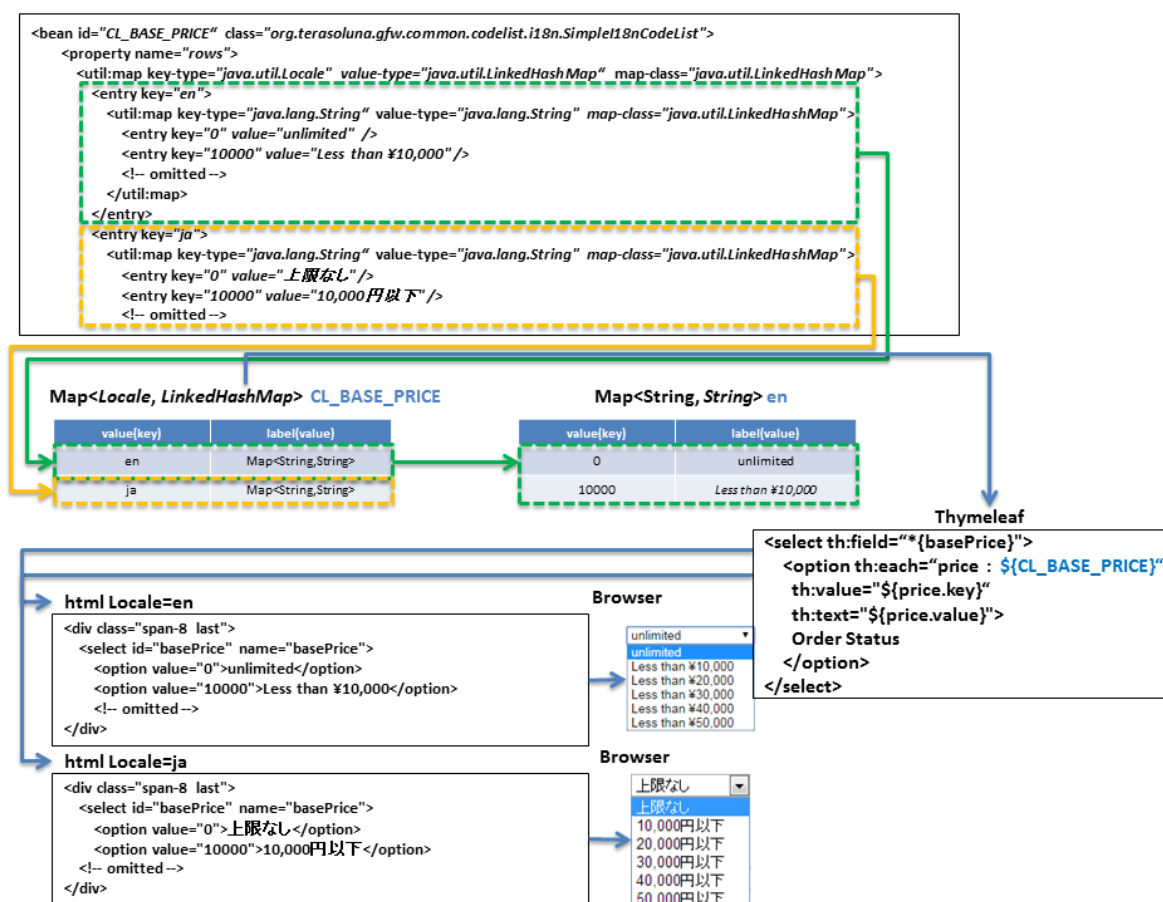 <bean id="CL_BASE_PRICE" class="org.terasoluna.gfw.common.codelist.i18n.SimpleI18nCodeList">
<property name="rows">
<util:map key-type="java.util.Locale" value-type="java.util.LinkedHashMap" map-class="java.util.LinkedHashMap">
<entry key="en">
<util:map key-type="java.lang.String" value-type="java.lang.String" map-class="java.util.LinkedHashMap">
<entry key="0" value="unlimited" />
<entry key="10000" value="Less than ¥10,000"/>
<!-- omitted -->
</util:map>
</entry>
<entry key="ja">
<util:map key-type="java.lang.String" value-type="java.lang.String" map-class="java.util.LinkedHashMap">
<entry key="0" value="上限なし"/>
<entry key="10000" value="10,000円以下"/>
<!-- omitted -->
Map<Locale, LinkedHashMap> CL_BASE_PRICE
value(key) label(value)
en Map<String,String>
ja Map<String,String>
Map<String, String> en
value(key) label(value)
0 unlimited
10000 Less than ¥10,000
Thymeleaf
<select th:field="*{basePrice}">
<option th:each="price : ${CL_BASE_PRICE}"
th:value="${price.key}"
th:text="${price.value}">
Order Status
</option>
</select>
html Locale=en
<div class="span-8 last">
<select id="basePrice" name="basePrice">
<option value="0">unlimited</option>
<option value="10000">Less than ¥10,000</option>
<!-- omitted -->
</div>
Browser
unlimited
unlimited
Less than ¥10,000
Less than ¥20,000
Less than ¥30,000
Less than ¥40,000
Less than ¥50,000
html Locale=ja
<div class="span-8 last">
<select id="basePrice" name="basePrice">
<option value="0">上限なし</option>
<option value="10000">10,000円以下</option>
<!-- omitted -->
</div>
Browser
上限なし
上限なし
10,000円以下
20,000円以下
30,000円以下
40,000円以下
50,000円以下